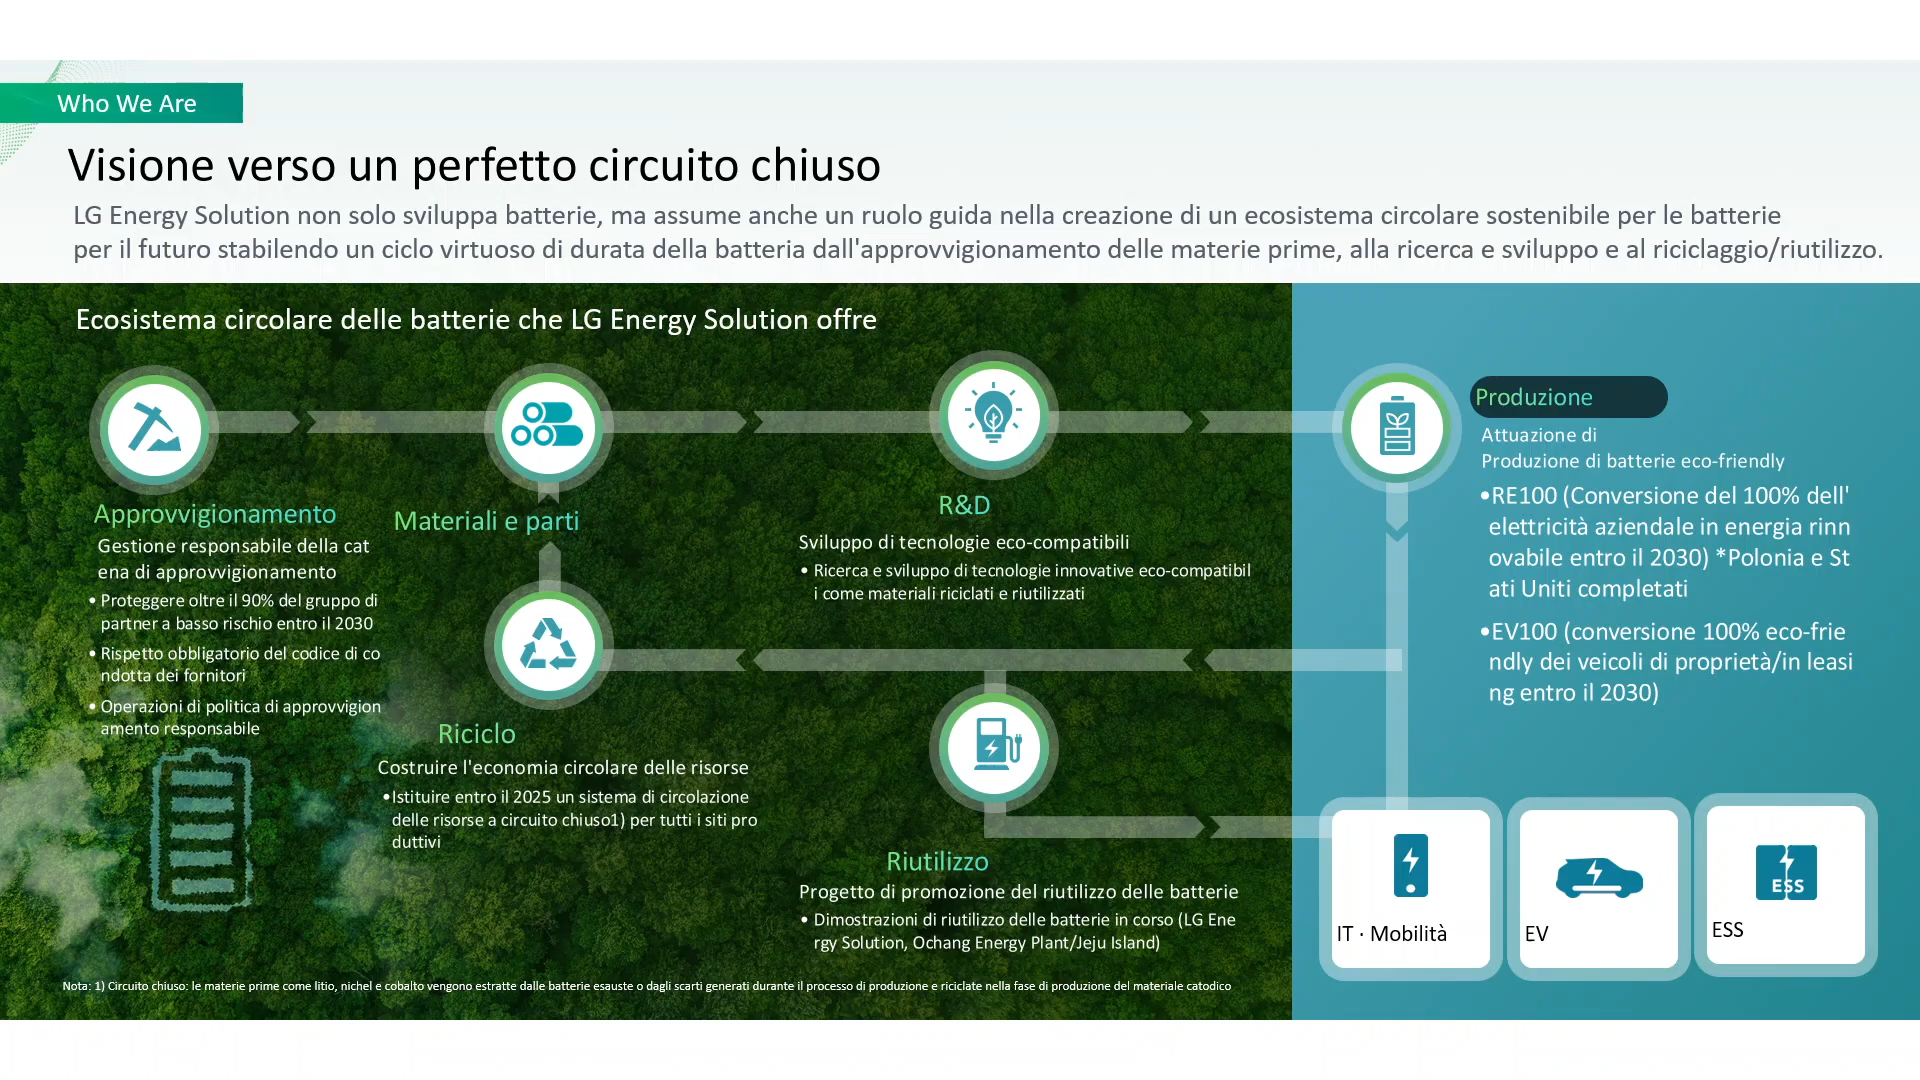 Who We Are
Visione verso un perfetto circuito chiuso
LG Energy Solution non solo sviluppa batterie, ma assume anche un ruolo guida nella creazione di un ecosistema circolare sostenibile per le batterie
per il futuro stabilendo un ciclo virtuoso di durata della batteria dall'approvvigionamento delle materie prime, alla ricerca e sviluppo e al riciclaggio/riutilizzo.
Ecosistema circolare delle batterie che LG Energy Solution offre
Approvvigionamento
Gestione responsabile della cat
ena di approvvigionamento
• Proteggere oltre il 90% del gruppo di
partner a basso rischio entro il 2030
• Rispetto obbligatorio del codice di co
ndotta dei fornitori
• Operazioni di politica di approvvigion
amento responsabile
Materiali e parti
R&D
Sviluppo di tecnologie eco-compatibili
• Ricerca e sviluppo di tecnologie innovative eco-compatibil
i come materiali riciclati e riutilizzati
Produzione
Attuazione di
Produzione di batterie eco-friendly
•RE100 (Conversione del 100% dell'
elettricità aziendale in energia rinn
ovabile entro il 2030) *Polonia e St
ati Uniti completati
•EV100 (conversione 100% eco-frie
ndly dei veicoli di proprietà/in leasi
ng entro il 2030)
Riciclo
Costruire l'economia circolare delle risorse
•Istituire entro il 2025 un sistema di circolazione
delle risorse a circuito chiuso1) per tutti i siti pro
duttivi
Riutilizzo
Progetto di promozione del riutilizzo delle batterie
• Dimostrazioni di riutilizzo delle batterie in corso (LG Ene
rgy Solution, Ochang Energy Plant/Jeju Island)
IT · Mobilità
EV
ESS
ESS
Nota: 1) Circuito chiuso: le materie prime come litio, nichel e cobalto vengono estratte dalle batterie esauste o dagli scarti generati durante il processo di produzione e riciclate nella fase di produzione del materiale catodico